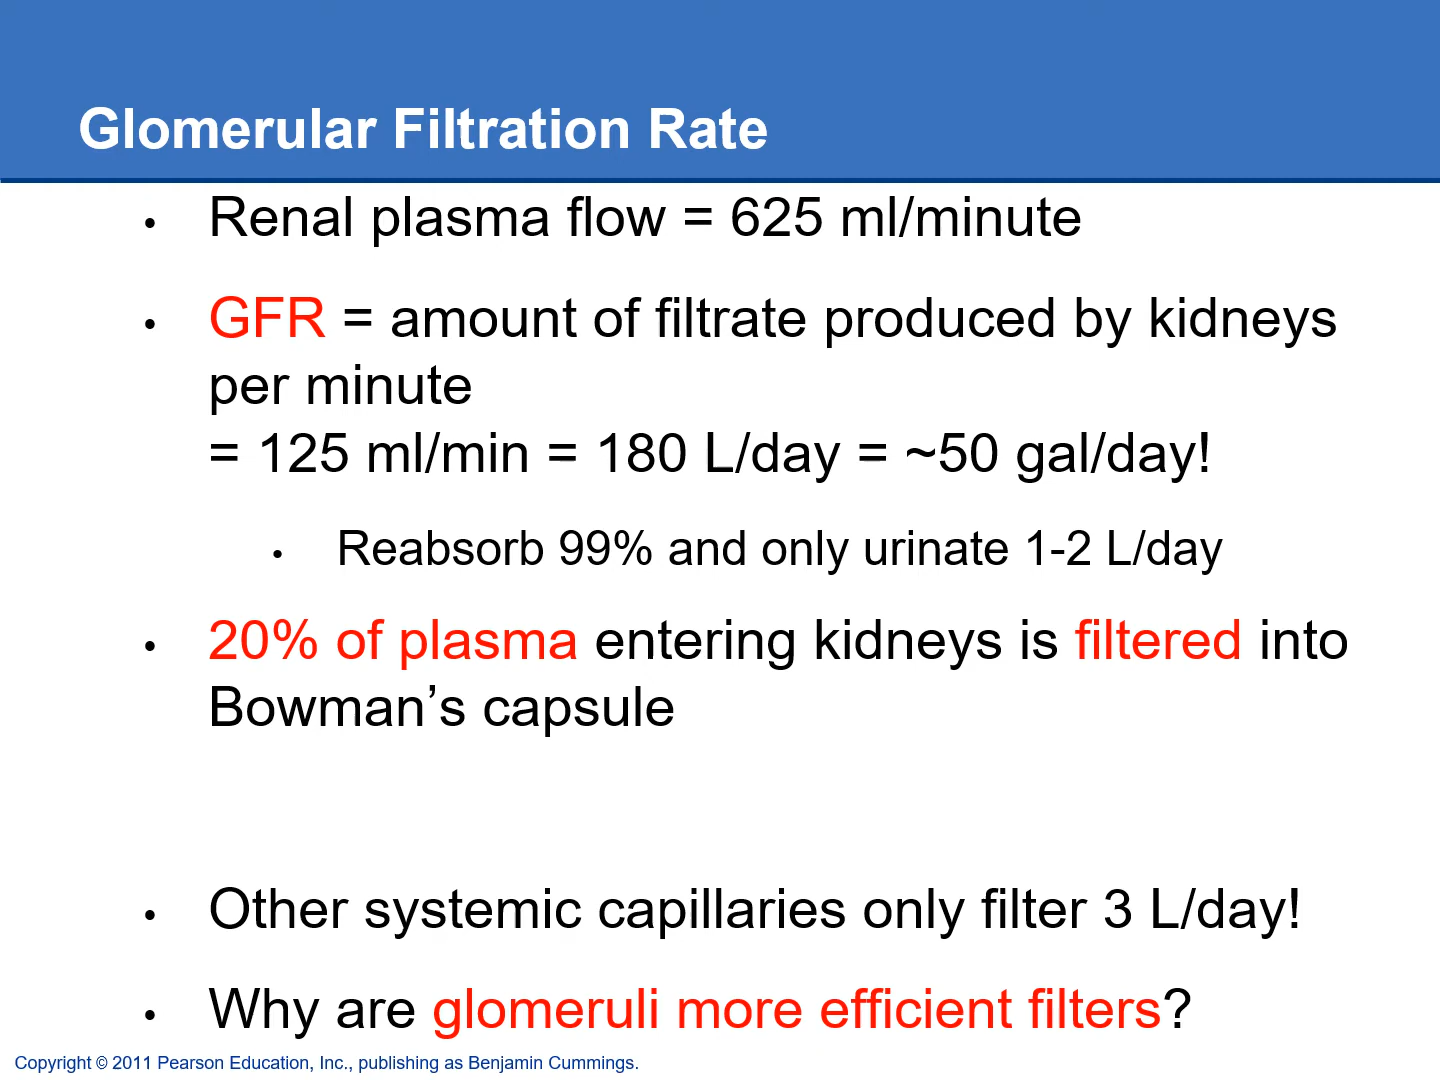 Glomerular Filtration Rate
• Renal plasma flow = 625 ml/minute
• GFR = amount of filtrate produced by kidneys
per minute
= 125 ml/min = 180 L/day = ~50 gal/day!
• Reabsorb 99% and only urinate 1-2 L/day
• 20% of plasma entering kidneys is filtered into
Bowman’s capsule
• Other systemic capillaries only filter 3 L/day!
• Why are glomeruli more efficient filters?
Copyright © 2011 Pearson Education, Inc., publishing as Benjamin Cummings.